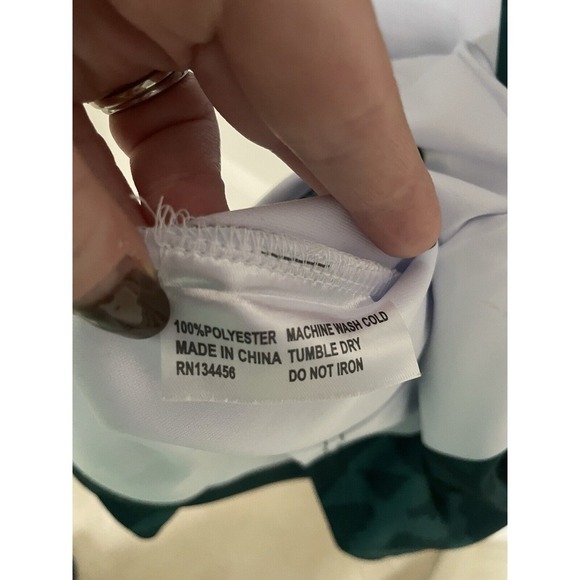 100%POLYESTER MACHINE WASH COLD
MADE IN CHINA TUMBLE DRY
RN134456 DO NOT IRON